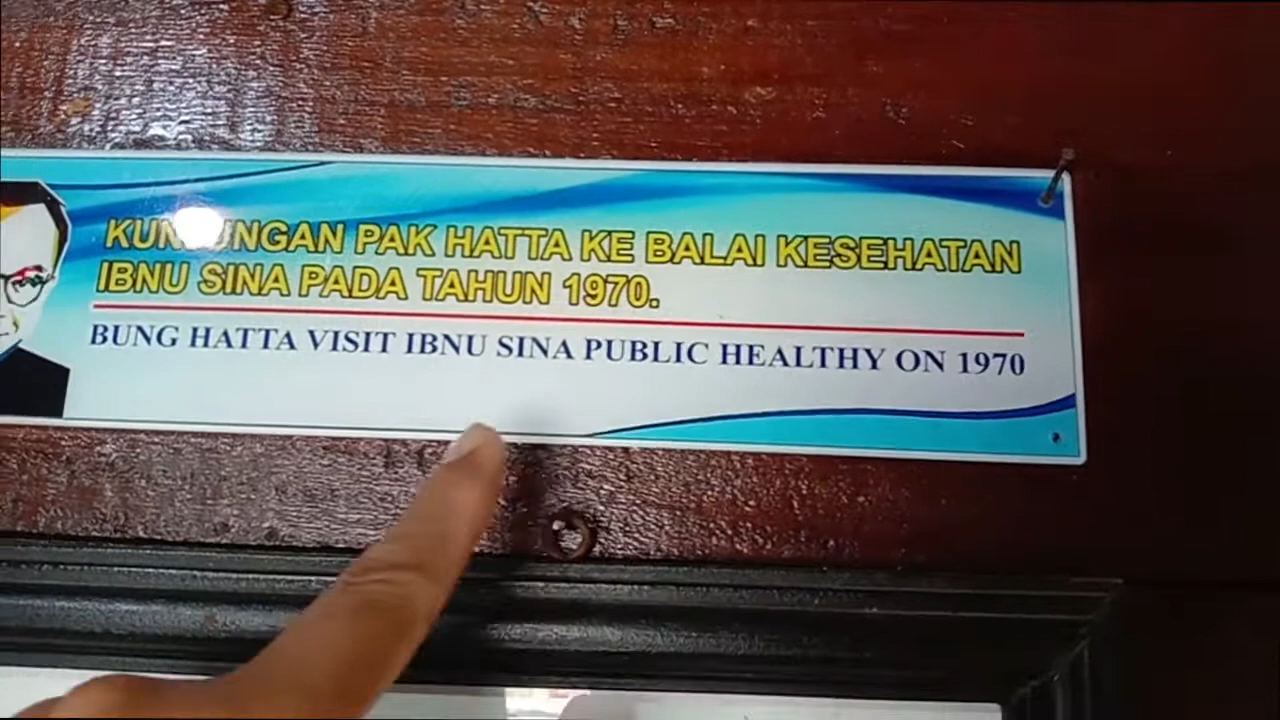 KUNJUNGAN PAK HATTA KE BALAI KESEHATAN
IBNU SINA PADA TAHUN 1970.
BUNG HATTA VISIT IBNU SINA PUBLIC HEALTHY ON 1970